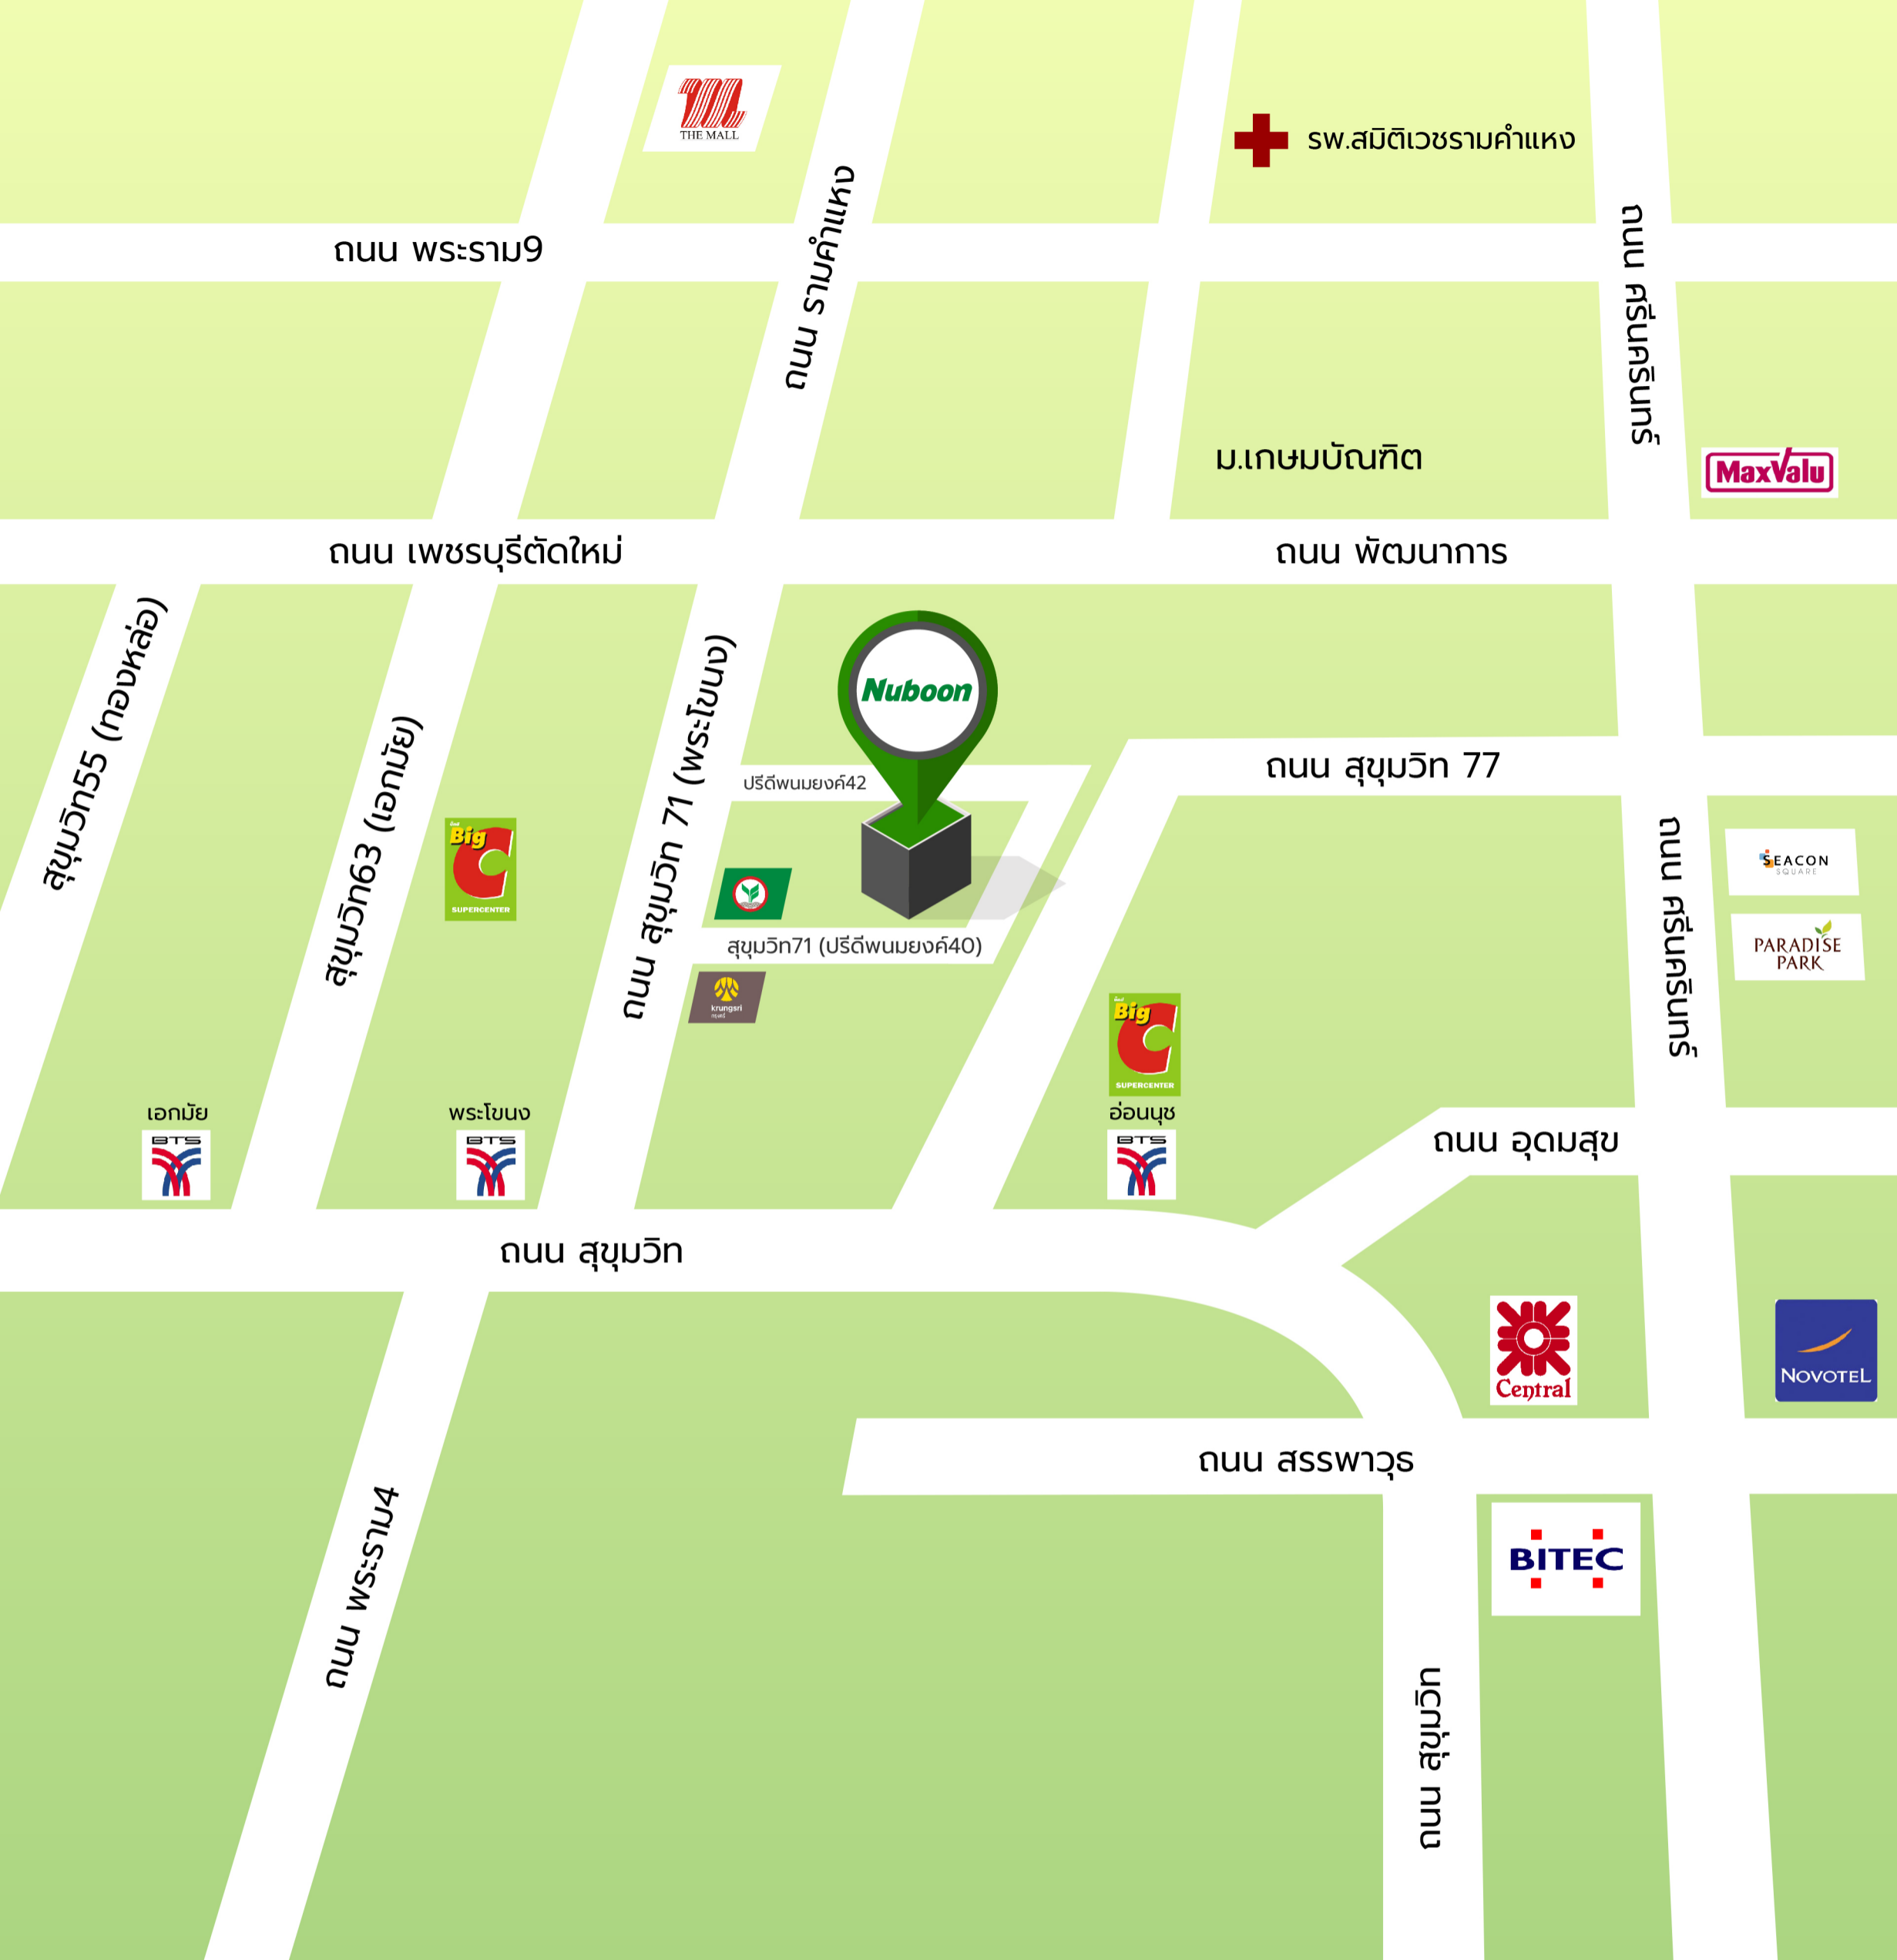 THE MALL
รพ.สมิติเวชรามคำแหง
ถนน พระราม9
ถนน รามคำแหง
ถนน ศรีนครินทร์
ม.เกษมบัณฑิต
MaxValu
ถนน เพชรบุรีตัดใหม่
ถนน พัฒนาการ
สุขุมวิท55 (ทองหล่อ)
สุขุมวิท63 (เอกมัย)
ถนน สุขุมวิท 71 (พระโขนง)
Nuboon
ปรีดีพนมยงค์42
ถนน สุขุมวิท 77
Big C
SUPERCENTER
ถนน ศรีนครินทร์
SEACON
SQUARE
PARADISE
PARK
สุขุมวิท71 (ปรีดีพนมยงค์40)
krungsri
กรุงศรี
Big C
SUPERCENTER
เอกมัย
BTS
พระโขนง
BTS
อ่อนนุช
BTS
ถนน อุดมสุข
ถนน สุขุมวิท
Central
NOVOTEL
ถนน สรรพาวุธ
ถนน พระราม4
BITEC
ถนน สุขุมวิท